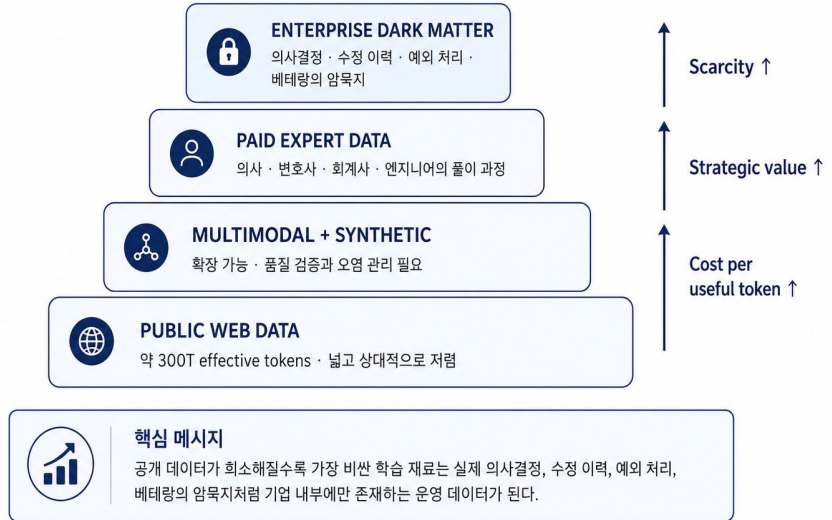 ENTERPRISE DARK MATTER
의사결정 · 수정 이력 · 예외 처리 ·
베테랑의 암묵지
Scarcity ↑
PAID EXPERT DATA
의사 · 변호사 · 회계사 · 엔지니어의 풀이 과정
Strategic value ↑
MULTIMODAL + SYNTHETIC
확장 가능 · 품질 검증과 오염 관리 필요
Cost per
useful token ↑
PUBLIC WEB DATA
약 300T effective tokens · 넓고 상대적으로 저렴
핵심 메시지
공개 데이터가 희소해질수록 가장 비싼 학습 재료는 실제 의사결정, 수정 이력, 예외 처리,
베테랑의 암묵지처럼 기업 내부에만 존재하는 운영 데이터가 된다.